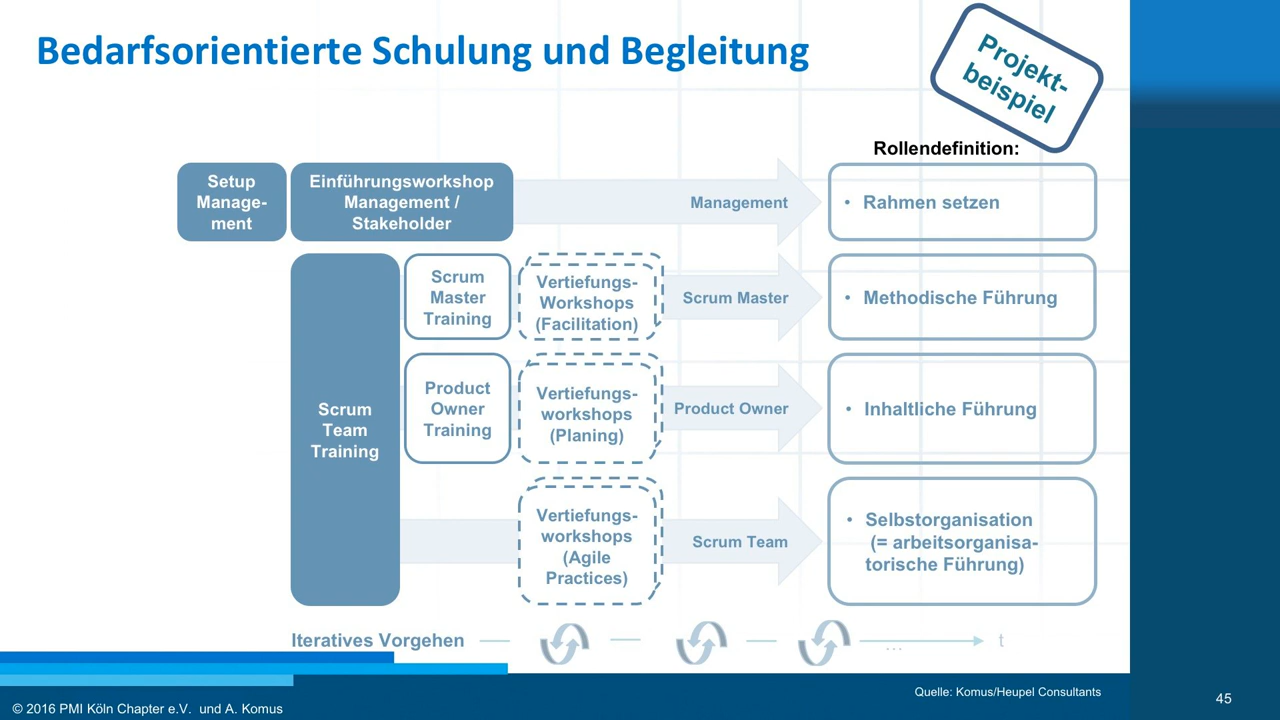 Bedarfsorientierte Schulung und Begleitung
Projekt-
beispiel
Rollendefinition:
Setup
Manage-
ment
Einführungsworkshop
Management /
Stakeholder
Management
• Rahmen setzen
Scrum
Team
Training
Scrum
Master
Training
Vertiefungs-
Workshops
(Facilitation)
Scrum Master
• Methodische Führung
Product
Owner
Training
Vertiefungs-
workshops
(Planing)
Product Owner
• Inhaltliche Führung
Vertiefungs-
workshops
(Agile
Practices)
Scrum Team
• Selbstorganisation
(= arbeitsorganisa-
torische Führung)
Iteratives Vorgehen
...
t
Quelle: Komus/Heupel Consultants
45
© 2016 PMI Köln Chapter e.V. und A. Komus